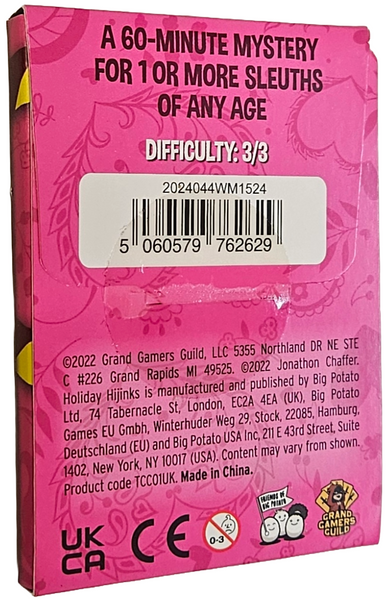 A 60-MINUTE MYSTERY
FOR 1 OR MORE SLEUTHS
OF ANY AGE
DIFFICULTY: 3/3
2024044WM1524
5 060579 762629
©2022 Grand Gamers Guild, LLC 5355 Northland DR NE STE
C #226 Grand Rapids MI 49525. ©2022 Jonathon Chaffer.
Holiday Hijinks is manufactured and published by Big Potato
Ltd, 74 Tabernacle St, London, EC2A 4EA (UK), Big Potato
Games EU Gmbh, Winterhuder Weg 29, Stock, 22085, Hamburg,
Deutschland (EU) and Big Potato USA Inc, 211 E 43rd Street, Suite
1402, New York, NY 10017 (USA). Content may vary from shown.
Product code TCC01UK. Made in China.
UK
CA
CE
0-3
FRIENDS OF
BIG POTATO
GRAND
GAMERS
GUILD